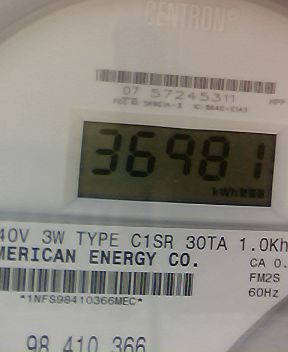 CENTRON®
07 57245311
36981
kWh
40V 3W TYPE C1SR 30TA 1.0Kh
MERICAN ENERGY CO.
CA 0.
FM2S
60Hz
*1NFS98410366MEC*
98 410 366